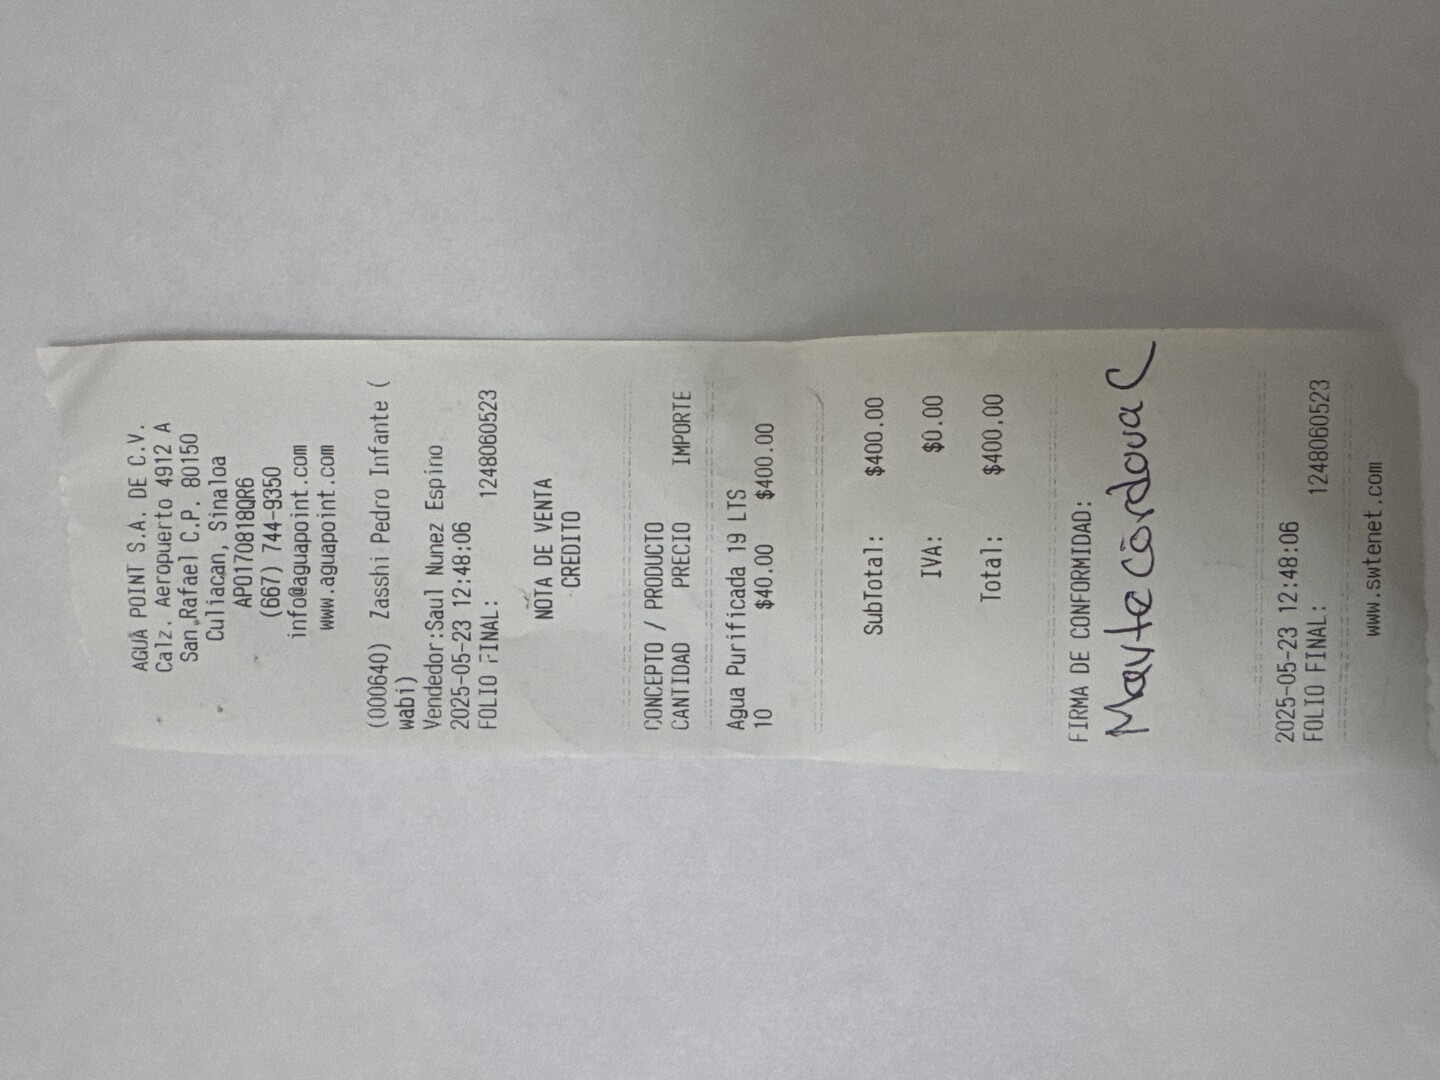 AGUA POINT S.A. DE C.V.
Calz. Aeropuerto 4912 A
San Rafael C.P. 80150
Culiacan, Sinaloa
APO170818QR6
(667) 744-9350
info@aguapoint.com
www.aguapoint.com
(000640) Zasshi Pedro Infante (
wabi)
Vendedor:Saul Nunez Espino
2025-05-23 12:48:06
FOLIO FINAL: 1248060523
NOTA DE VENTA
CREDITO
CONCEPTO / PRODUCTO
CANTIDAD PRECIO IMPORTE
Agua Purificada 19 LTS
10 $40.00 $400.00
SubTotal: $400.00
IVA: $0.00
Total: $400.00
FIRMA DE CONFORMIDAD:
Mayte Cordova C
2025-05-23 12:48:06
FOLIO FINAL: 1248060523
www.swtenet.com